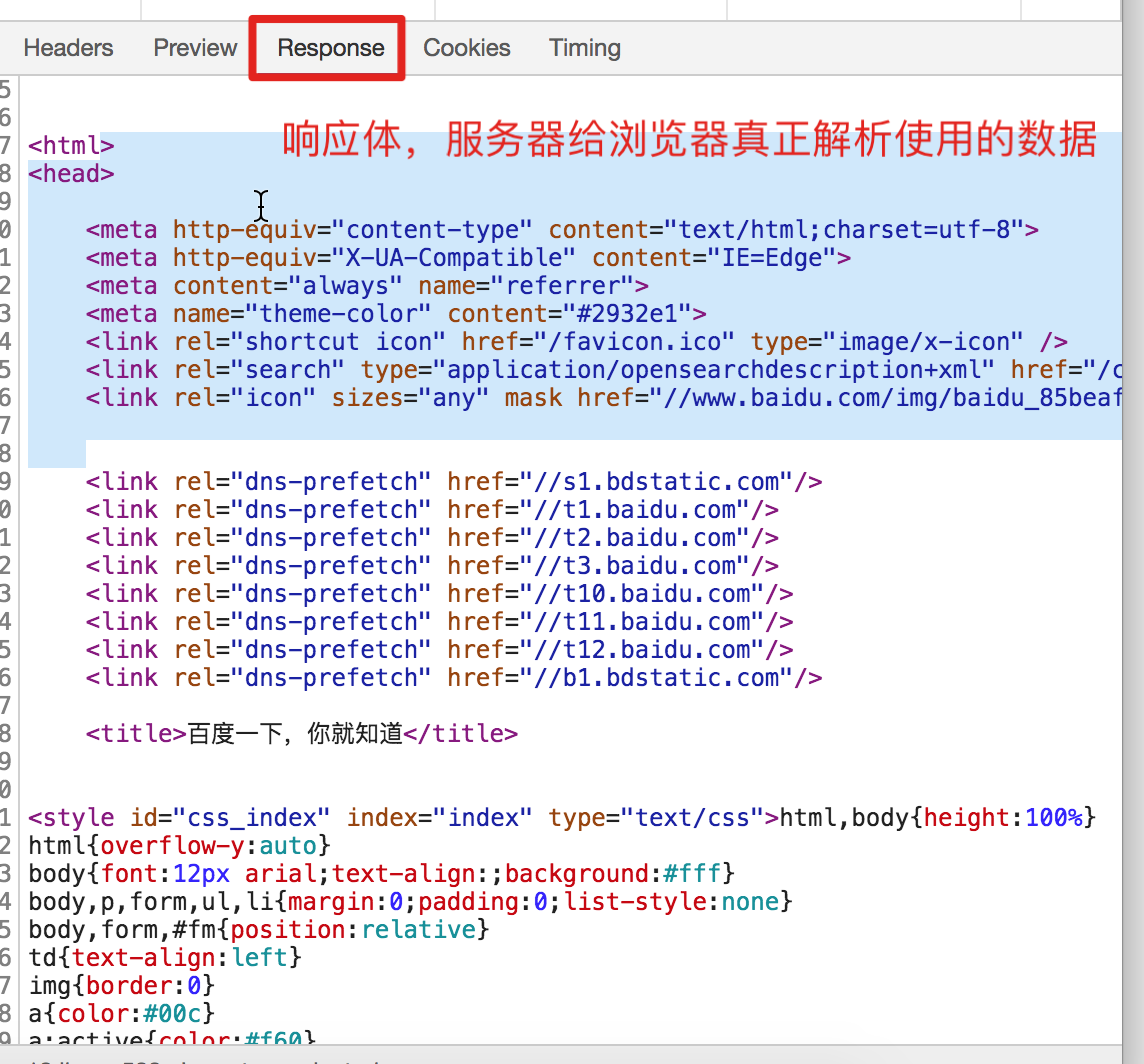 Headers Preview Response Cookies Timing
5
6
响应体，服务器给浏览器真正解析使用的数据
7 <html>
8 <head>
9
0 <meta http-equiv="content-type" content="text/html;charset=utf-8">
1 <meta http-equiv="X-UA-Compatible" content="IE=Edge">
2 <meta content="always" name="referrer">
3 <meta name="theme-color" content="#2932e1">
4 <link rel="shortcut icon" href="/favicon.ico" type="image/x-icon" />
5 <link rel="search" type="application/opensearchdescription+xml" href="/c
6 <link rel="icon" sizes="any" mask href="//www.baidu.com/img/baidu_85beaf
7
8
9 <link rel="dns-prefetch" href="//s1.bdstatic.com"/>
0 <link rel="dns-prefetch" href="//t1.baidu.com"/>
1 <link rel="dns-prefetch" href="//t2.baidu.com"/>
2 <link rel="dns-prefetch" href="//t3.baidu.com"/>
3 <link rel="dns-prefetch" href="//t10.baidu.com"/>
4 <link rel="dns-prefetch" href="//t11.baidu.com"/>
5 <link rel="dns-prefetch" href="//t12.baidu.com"/>
6 <link rel="dns-prefetch" href="//b1.bdstatic.com"/>
7
8 <title>百度一下，你就知道</title>
9
0
1 <style id="css_index" index="index" type="text/css">html,body{height:100%}
2 html{overflow-y:auto}
3 body{font:12px arial;text-align:;background:#fff}
4 body,p,form,ul,li{margin:0;padding:0;list-style:none}
5 body,form,#fm{position:relative}
6 td{text-align:left}
7 img{border:0}
8 a{color:#00c}
9 a:active{color:#f60}